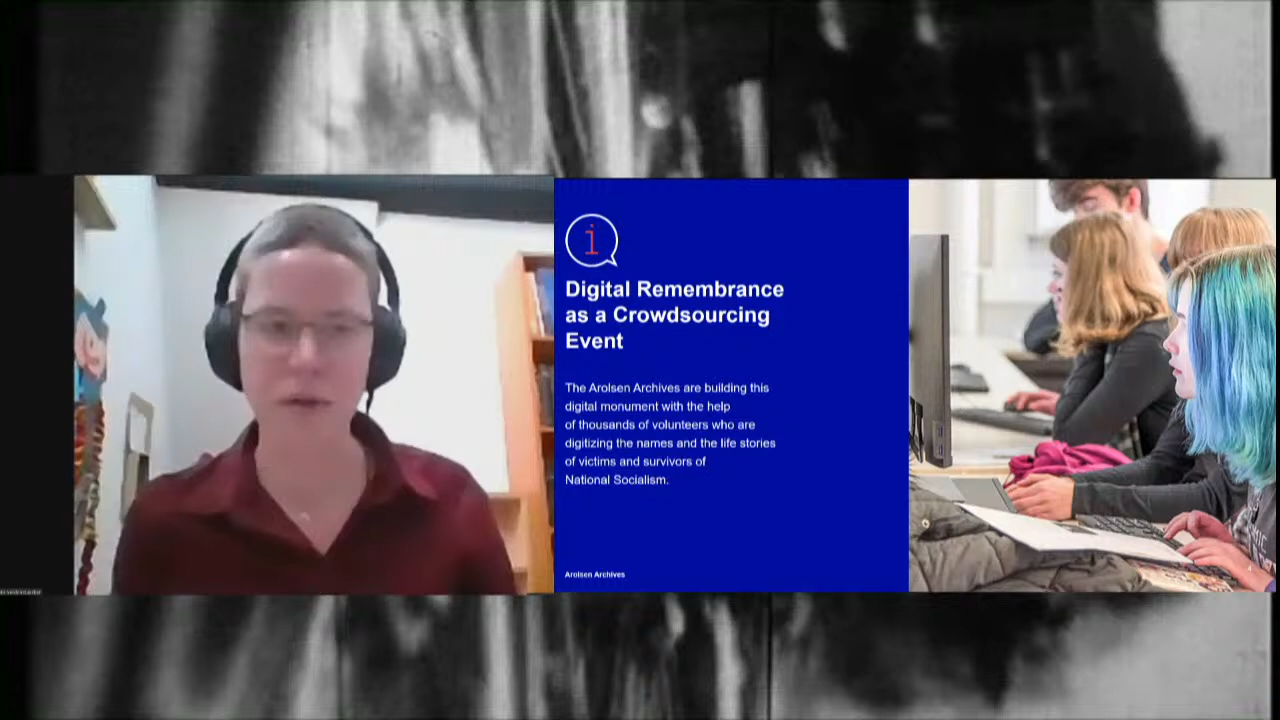 i
Digital Remembrance
as a Crowdsourcing
Event
The Arolsen Archives are building this
digital monument with the help
of thousands of volunteers who are
digitizing the names and the life stories
of victims and survivors of
National Socialism.
Arolsen Archives
4